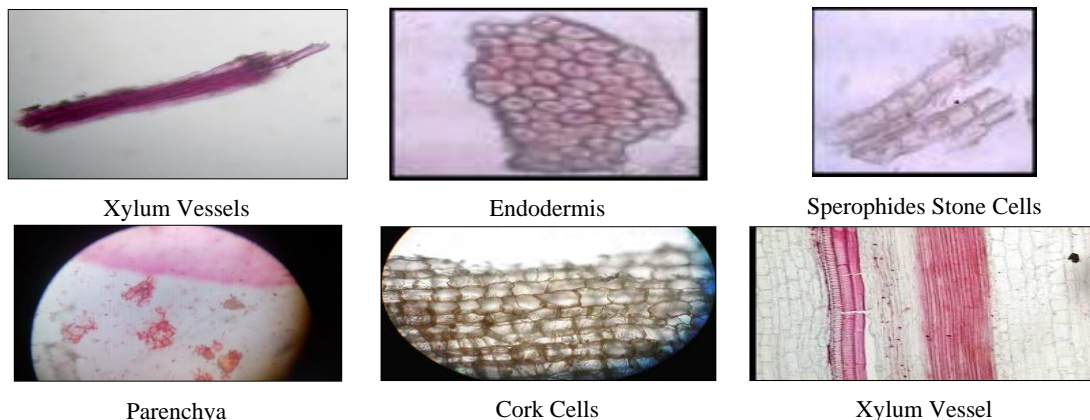 Xylum Vessels
Endodermis
Sperophides Stone Cells
Parenchya
Cork Cells
Xylum Vessel